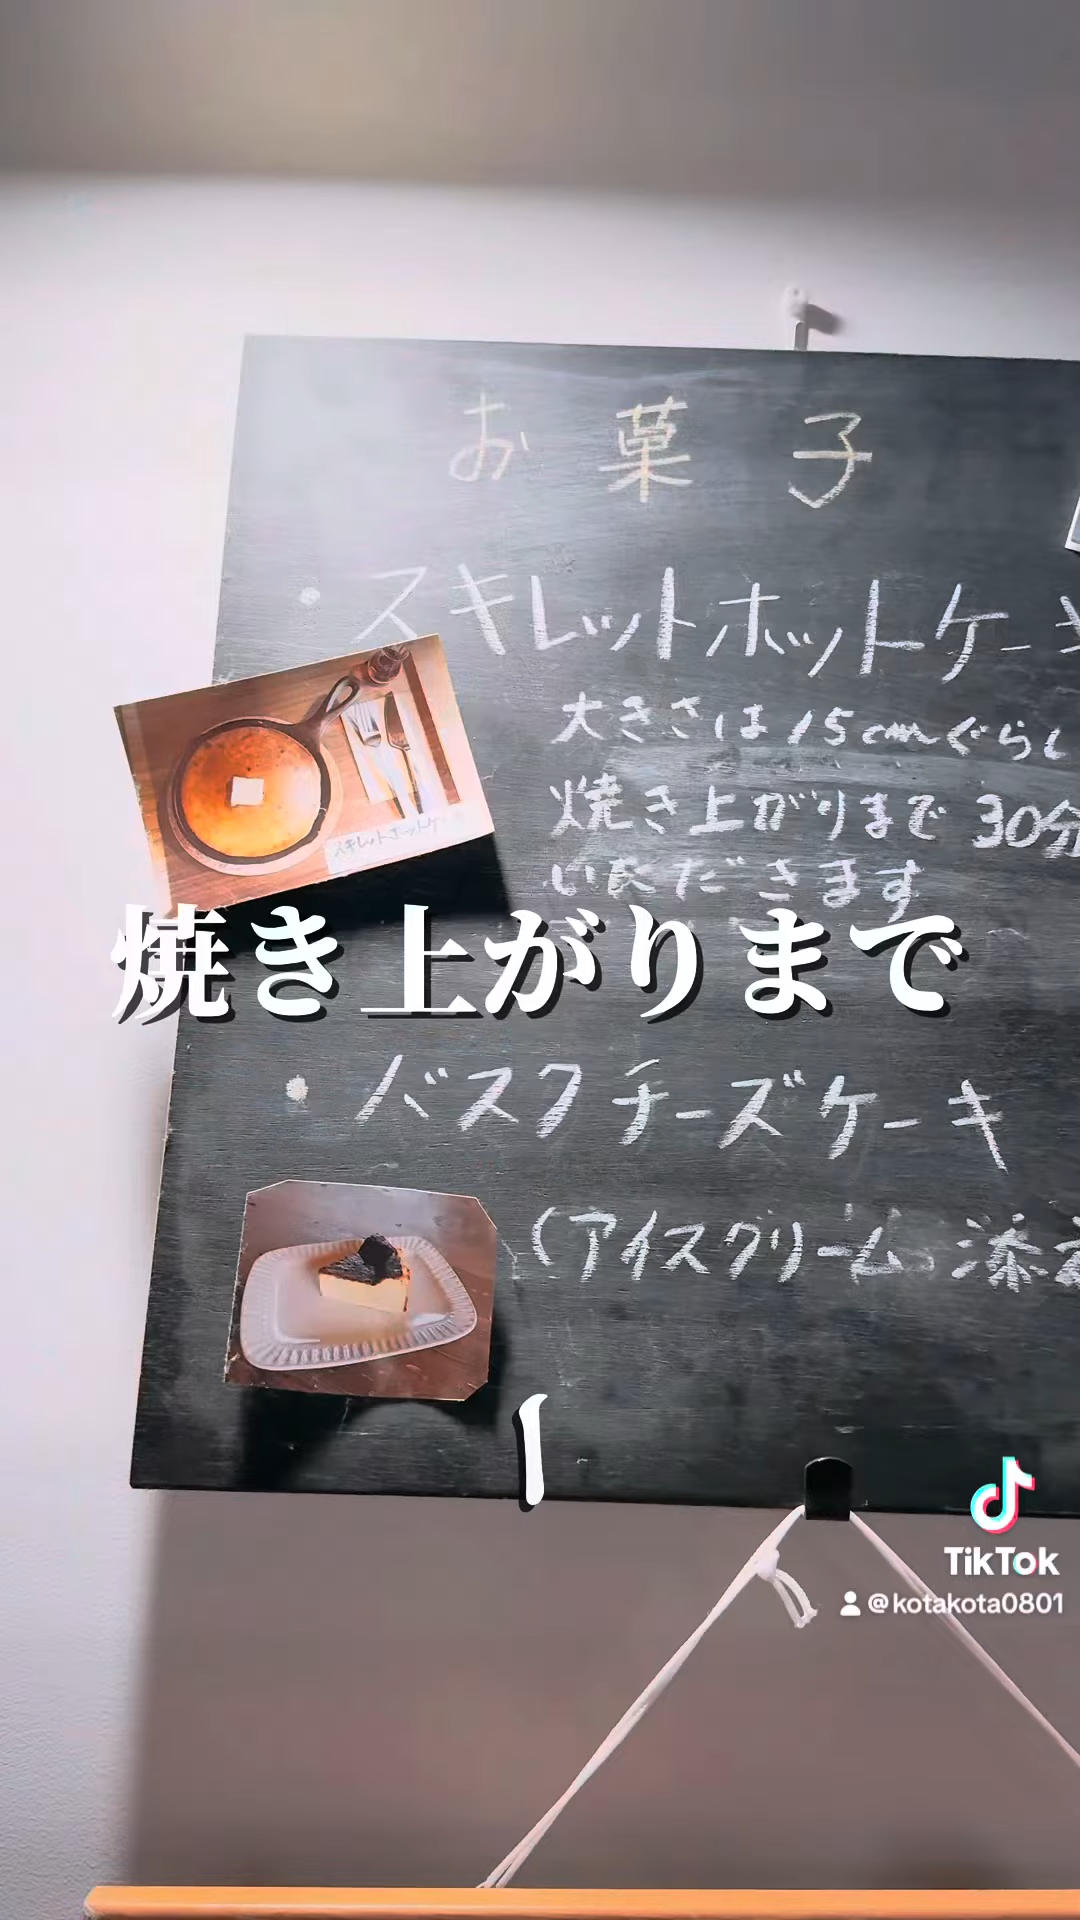 お菓子
・スキレットホットケーキ
大きさは15cmぐらい
焼き上がりまで30分
いただきます
スキレットホットケーキ
焼き上がりまで
・バスクチーズケーキ
(アイスクリーム添え
TikTok
@kotakota0801